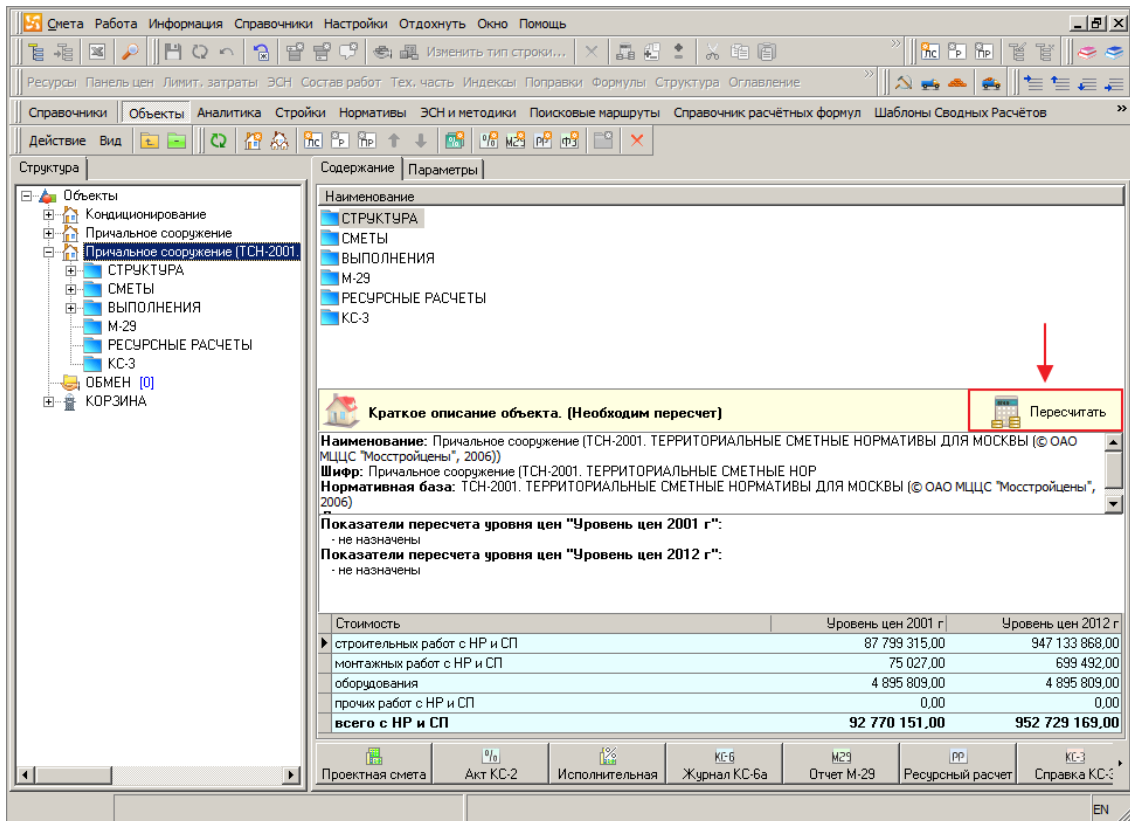 Смета Работа Информация Справочники Настройки Отдохнуть Окно Помощь
Изменить тип строки...
Ресурсы Панель цен Лимит. затраты ЭСН Состав работ Тех. часть Индексы Поправки Формулы Структура Оглавление
Справочники Объекты Аналитика Стройки Нормативы ЭСН и методики Поисковые маршруты Справочник расчётных формул Шаблоны Сводных Расчётов
Действие Вид
Структура
Содержание Параметры
Объекты
Кондиционирование
Причальное сооружение
Причальное сооружение (ТСН-2001.
СТРУКТУРА
СМЕТЫ
ВЫПОЛНЕНИЯ
М-29
РЕСУРСНЫЕ РАСЧЕТЫ
КС-3
ОБМЕН [0]
КОРЗИНА
Наименование
СТРУКТУРА
СМЕТЫ
ВЫПОЛНЕНИЯ
М-29
РЕСУРСНЫЕ РАСЧЕТЫ
КС-3
Краткое описание объекта. (Необходим пересчет)
Пересчитать
Наименование: Причальное сооружение (ТСН-2001. ТЕРРИТОРИАЛЬНЫЕ СМЕТНЫЕ НОРМАТИВЫ ДЛЯ МОСКВЫ (© ОАО
МЦЦС "Мосстройцены", 2006))
Шифр: Причальное сооружение (ТСН-2001. ТЕРРИТОРИАЛЬНЫЕ СМЕТНЫЕ НОР
Нормативная база: ТСН-2001. ТЕРРИТОРИАЛЬНЫЕ СМЕТНЫЕ НОРМАТИВЫ ДЛЯ МОСКВЫ (© ОАО МЦЦС "Мосстройцены",
2006)
Показатели пересчета уровня цен "Уровень цен 2001 г":
- не назначены
Показатели пересчета уровня цен "Уровень цен 2012 г":
- не назначены
Стоимость Уровень цен 2001 г Уровень цен 2012 г
строительных работ с НР и СП 87 799 315,00 947 133 868,00
монтажных работ с НР и СП 75 027,00 699 492,00
оборудования 4 895 809,00 4 895 809,00
прочих работ с НР и СП 0,00 0,00
всего с НР и СП 92 770 151,00 952 729 169,00
Проектная смета Акт КС-2 Исполнительная Журнал КС-6а Отчет М-29 Ресурсный расчет Справка КС-3
EN